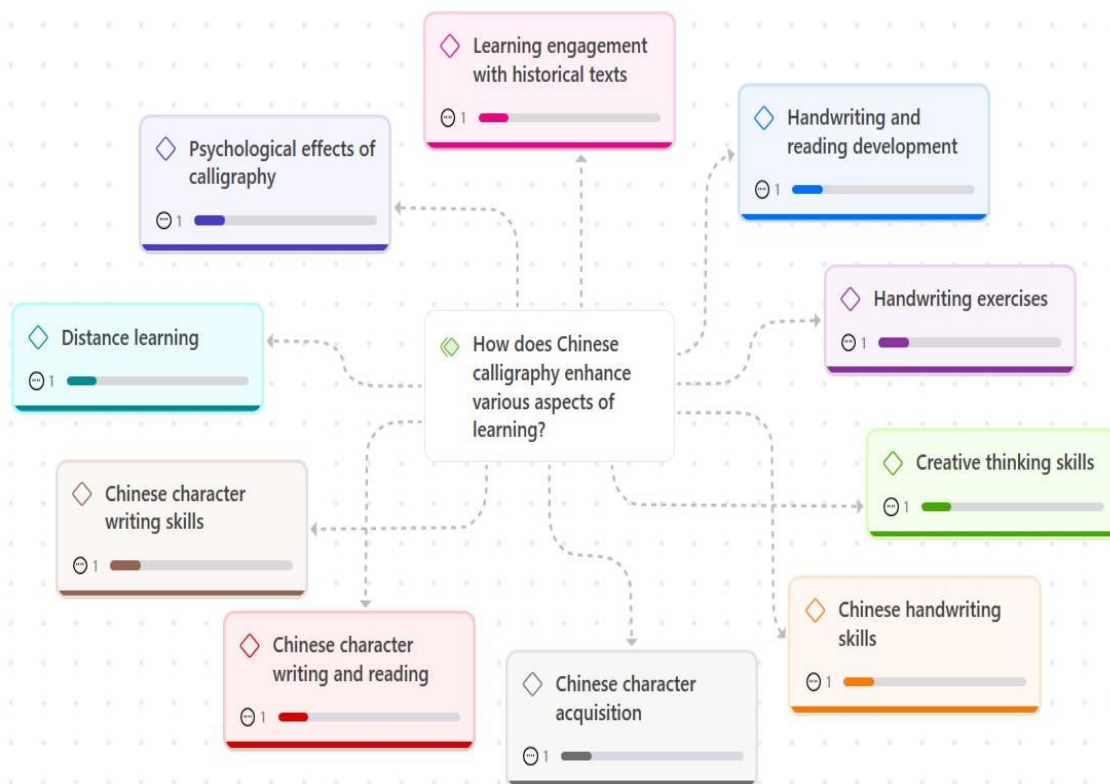 Learning engagement
with historical texts
1
Handwriting and
reading development
1
Psychological effects of
calligraphy
1
Handwriting exercises
1
Distance learning
1
How does Chinese
calligraphy enhance
various aspects of
learning?
Creative thinking skills
1
Chinese character
writing skills
1
Chinese handwriting
skills
1
Chinese character
writing and reading
1
Chinese character
acquisition
1